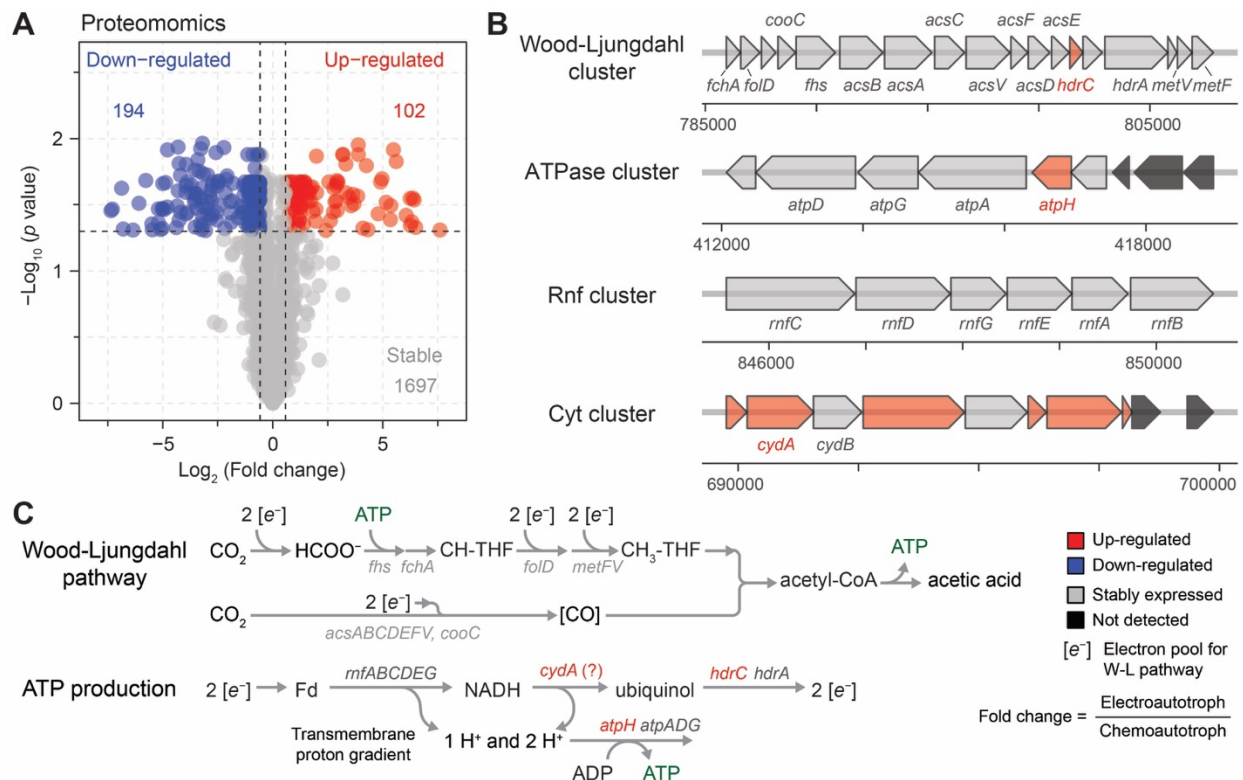 A
Proteomics
Down−regulated
Up−regulated
194
102
Stable
1697
−Log10 (p value)
2
1
0
−5
0
5
Log2 (Fold change)
B
Wood-Ljungdahl
cluster
cooC
acsC
acsF
acsE
fchA
folD
fhs
acsB
acsA
acsV
acsD
hdrC
hdrA
metV
metF
785000
805000
ATPase cluster
atpD
atpG
atpA
atpH
412000
418000
Rnf cluster
rnfC
rnfD
rnfG
rnfE
rnfA
rnfB
846000
850000
Cyt cluster
cydA
cydB
690000
700000
C
Wood-Ljungdahl
pathway
2 [e−]
ATP
2 [e−]
2 [e−]
CO2
HCOO−
CH-THF
CH3-THF
fhs
fchA
folD
metFV
ATP
acetyl-CoA
acetic acid
2 [e−]
CO2
[CO]
acsABCDEFV, cooC
ATP production
2 [e−]
Fd
rnfABCDEG
NADH
cydA (?)
ubiquinol
hdrC hdrA
2 [e−]
Transmembrane
proton gradient
1 H+ and 2 H+
atpH atpADG
ADP
ATP
Up-regulated
Down-regulated
Stably expressed
Not detected
[e−] Electron pool for
W-L pathway
Fold change = Electroautotroph
Chemoautotroph